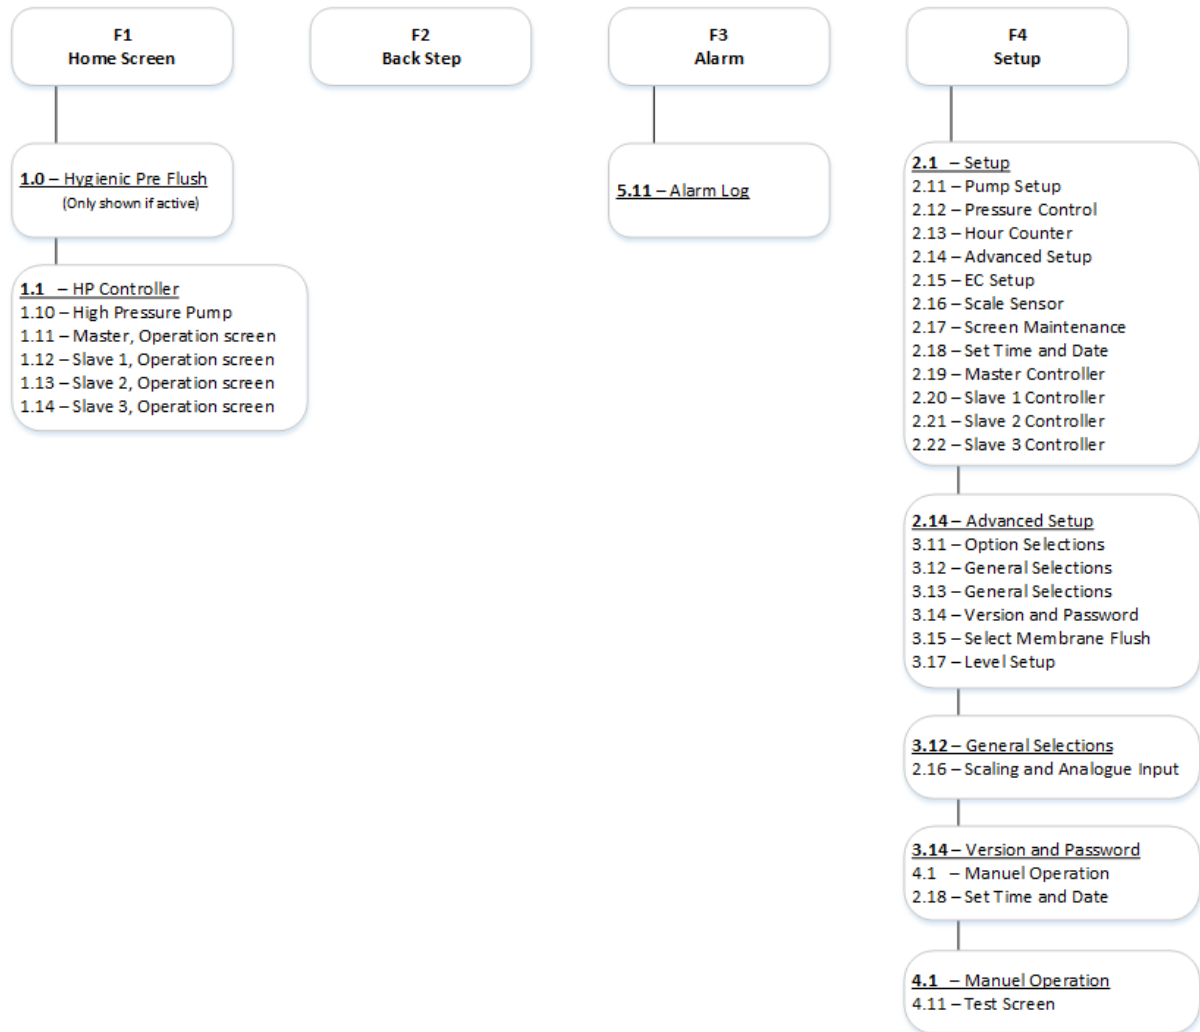 F1
Home Screen
F2
Back Step
F3
Alarm
F4
Setup
1.0 – Hygienic Pre Flush
(Only shown if active)
1.1 – HP Controller
1.10 – High Pressure Pump
1.11 – Master, Operation screen
1.12 – Slave 1, Operation screen
1.13 – Slave 2, Operation screen
1.14 – Slave 3, Operation screen
5.11 – Alarm Log
2.1 – Setup
2.11 – Pump Setup
2.12 – Pressure Control
2.13 – Hour Counter
2.14 – Advanced Setup
2.15 – EC Setup
2.16 – Scale Sensor
2.17 – Screen Maintenance
2.18 – Set Time and Date
2.19 – Master Controller
2.20 – Slave 1 Controller
2.21 – Slave 2 Controller
2.22 – Slave 3 Controller
2.14 – Advanced Setup
3.11 – Option Selections
3.12 – General Selections
3.13 – General Selections
3.14 – Version and Password
3.15 – Select Membrane Flush
3.17 – Level Setup
3.12 – General Selections
2.16 – Scaling and Analogue Input
3.14 – Version and Password
4.1 – Manuel Operation
2.18 – Set Time and Date
4.1 – Manuel Operation
4.11 – Test Screen